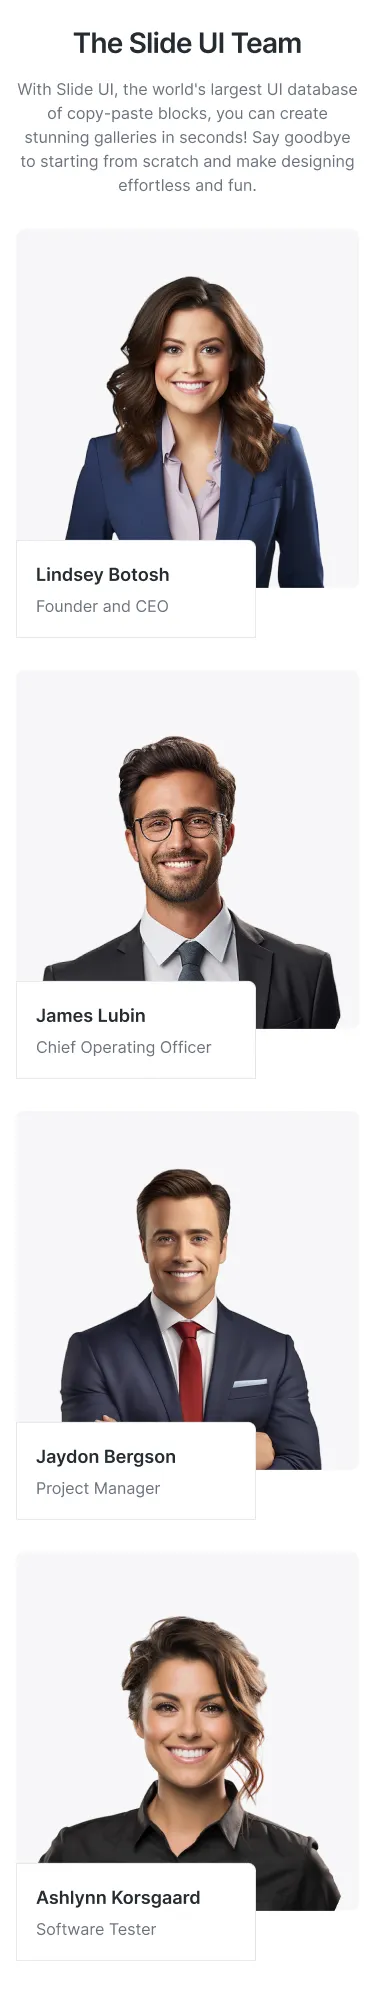 The Slide UI Team
With Slide UI, the world's largest UI database
of copy-paste blocks, you can create
stunning galleries in seconds! Say goodbye
to starting from scratch and make designing
effortless and fun.
Lindsey Botosh
Founder and CEO
James Lubin
Chief Operating Officer
Jaydon Bergson
Project Manager
Ashlynn Korsgaard
Software Tester